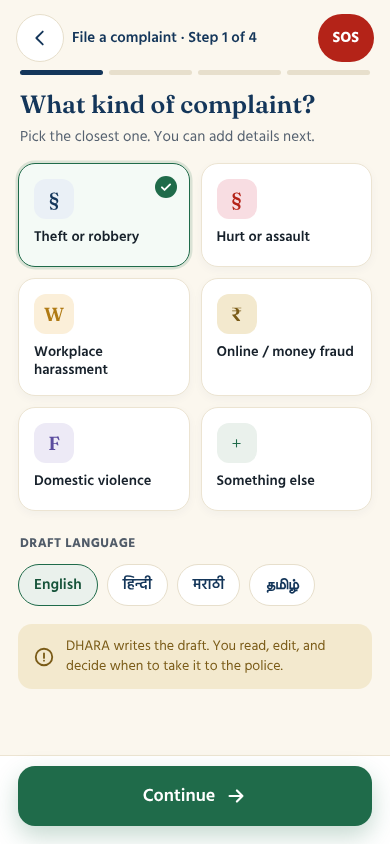 File a complaint · Step 1 of 4
SOS
What kind of complaint?
Pick the closest one. You can add details next.
§
Theft or robbery
§
Hurt or assault
W
Workplace
harassment
₹
Online / money fraud
F
Domestic violence
+
Something else
DRAFT LANGUAGE
English
हिन्दी
मराठी
தமிழ்
DHARA writes the draft. You read, edit, and
decide when to take it to the police.
Continue →